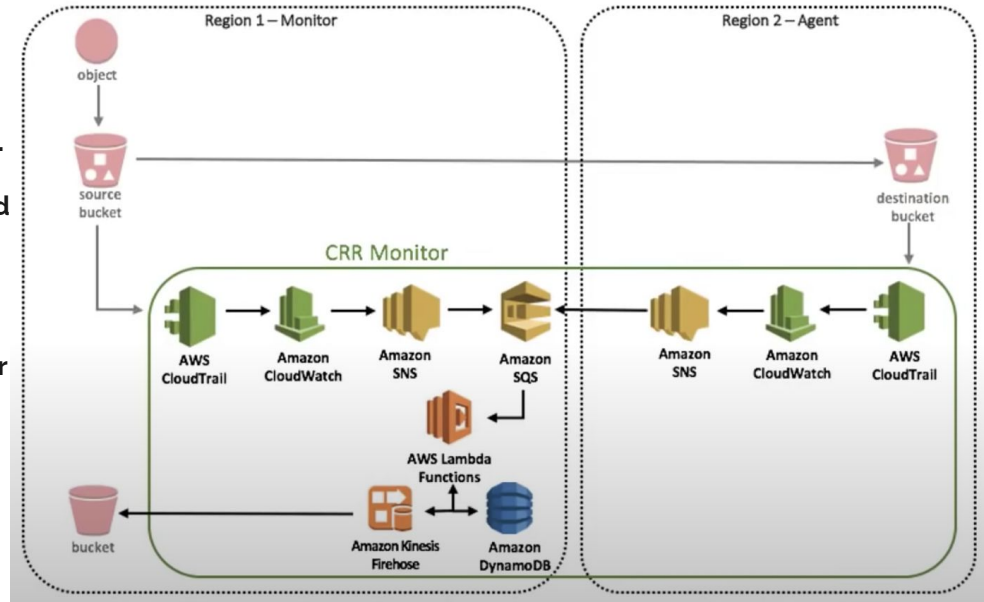 Region 1 – Monitor
Region 2 – Agent
object
source
bucket
destination
bucket
CRR Monitor
AWS
CloudTrail
Amazon
CloudWatch
Amazon
SNS
Amazon
SQS
Amazon
SNS
Amazon
CloudWatch
AWS
CloudTrail
AWS Lambda
Functions
bucket
Amazon Kinesis
Firehose
Amazon
DynamoDB